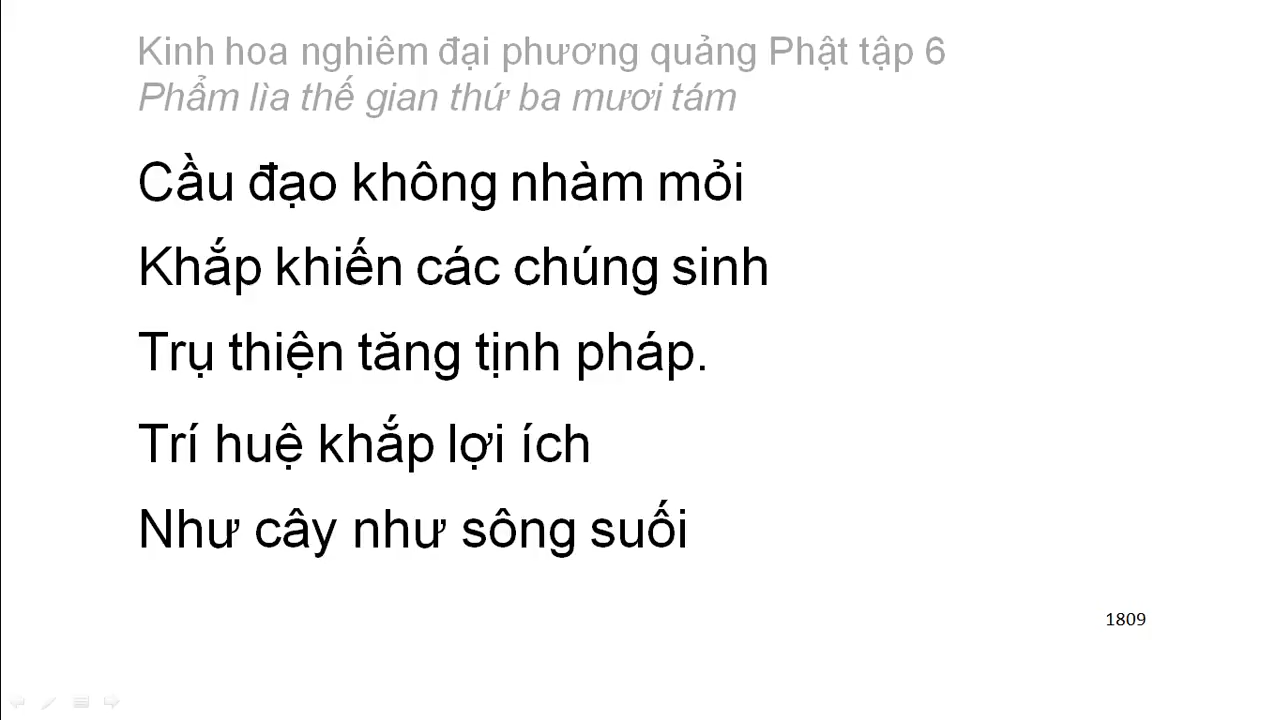 Kinh hoa nghiêm đại phương quảng Phật tập 6
Phẩm lìa thế gian thứ ba mươi tám
Cầu đạo không nhàm mỏi
Khắp khiến các chúng sinh
Trụ thiện tăng tịnh pháp.
Trí huệ khắp lợi ích
Như cây như sông suối
1809